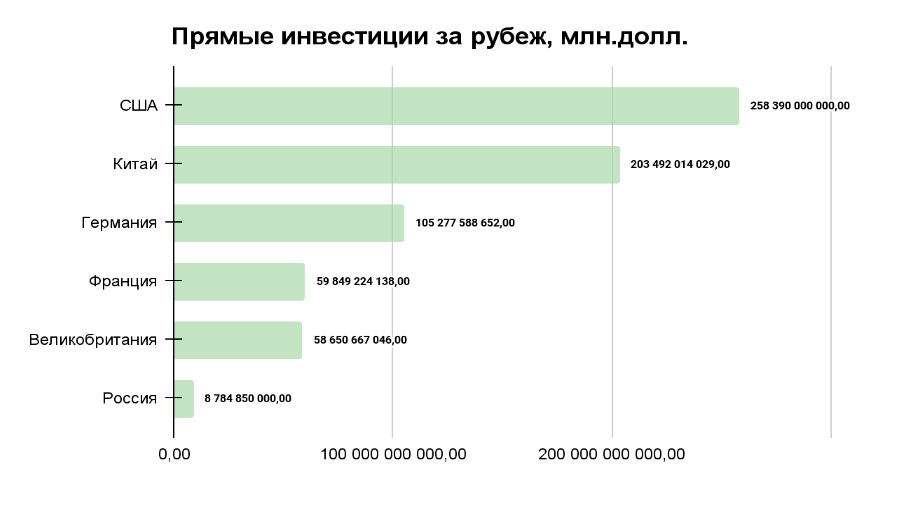 Прямые инвестиции за рубеж, млн.долл.
США 258 390 000 000,00
Китай 203 492 014 029,00
Германия 105 277 588 652,00
Франция 59 849 224 138,00
Великобритания 58 650 667 046,00
Россия 8 784 850 000,00
0,00 100 000 000 000,00 200 000 000 000,00